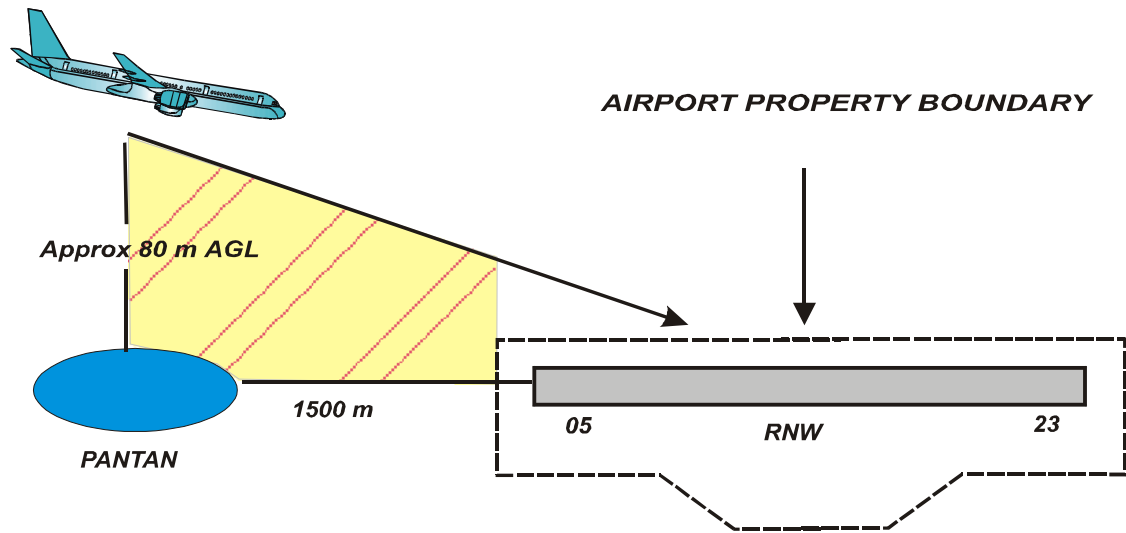 AIRPORT PROPERTY BOUNDARY
Approx 80 m AGL
1500 m
05
RNW
23
PANTAN